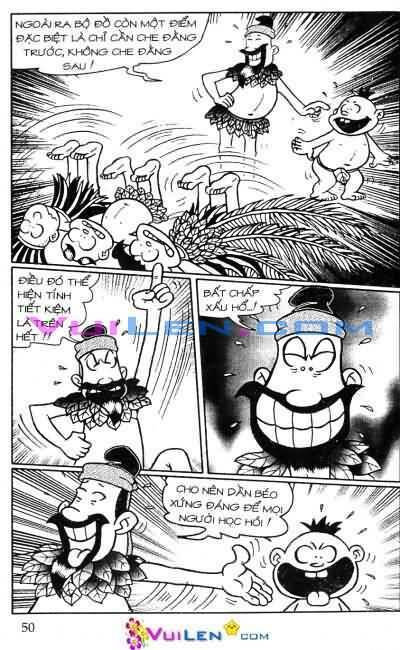 NGOÀI RA BỘ ĐỒ CÒN MỘT ĐIỂM
ĐẶC BIỆT LÀ CHỈ CẦN CHE ĐẰNG
TRƯỚC, KHÔNG CHE ĐẰNG
SAU !
ĐIỀU ĐÓ THỂ
HIỆN TÍNH
TIẾT KIỆM
LÀ TRÊN
HẾT !!
BẤT CHẤP
XẤU HỔ...!
VUILEN.COM
CHO NÊN DẦN BÉO
XỨNG ĐÁNG ĐỂ MỌI
NGƯỜI HỌC HỎI !
50
VUILEN.COM